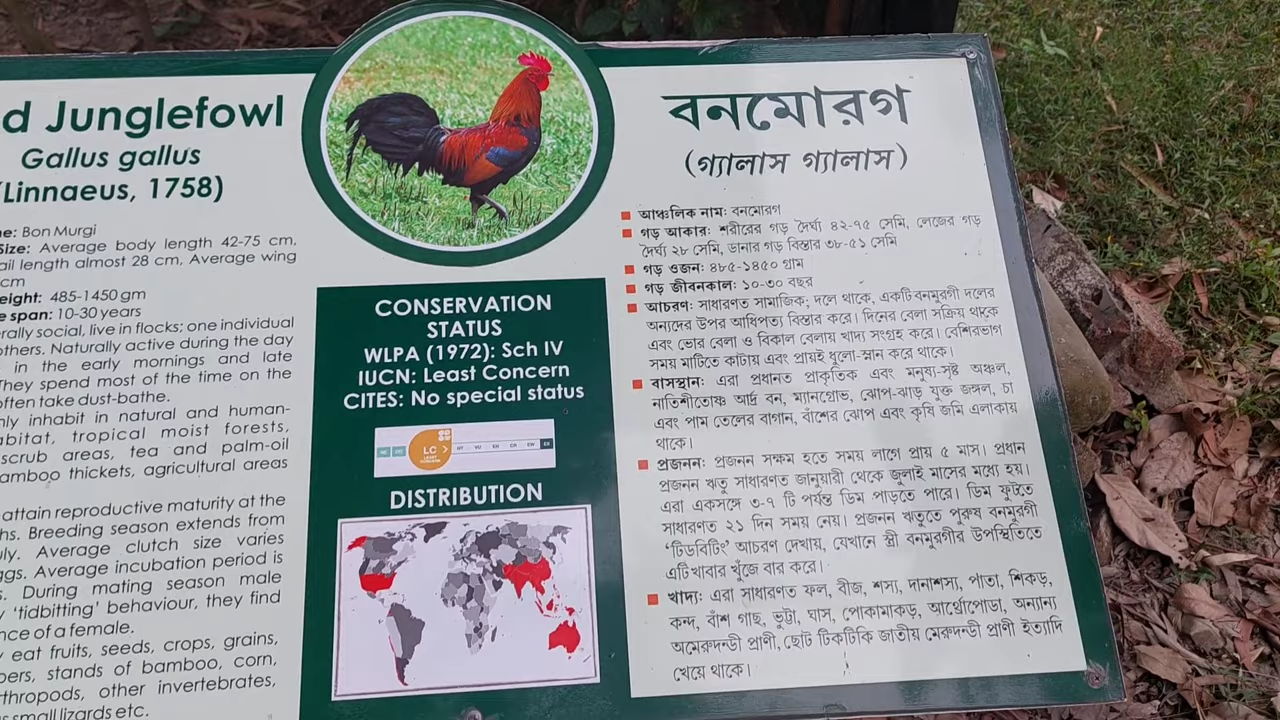 d Junglefowl
Gallus gallus
(Linnaeus, 1758)
ne: Bon Murgi
Size: Average body length 42-75 cm,
ail length almost 28 cm, Average wing
cm
eight: 485-1450 gm
e span: 10-30 years
erally social, live in flocks; one individual
others. Naturally active during the day
in the early mornings and late
They spend most of the time on the
often take dust-bathe.
nly inhabit in natural and human-
abitat, tropical moist forests,
scrub areas, tea and palm-oil
amboo thickets, agricultural areas
attain reproductive maturity at the
hs. Breeding season extends from
uly. Average clutch size varies
ggs. Average incubation period is
s. During mating season male
y 'tidbitting' behaviour, they find
nce of a female.
y eat fruits, seeds, crops, grains,
bers, stands of bamboo, corn,
rthropods, other invertebrates,
us small lizards etc.
CONSERVATION
STATUS
WLPA (1972): Sch IV
IUCN: Least Concern
CITES: No special status
LC
LEAST CONCERN
NT VU EN CR EW EX
DISTRIBUTION
বনমোরগ
(গ্যালাস গ্যালাস)
আঞ্চলিক নাম: বনমোরগ
গড় আকার: শরীরের গড় দৈর্ঘ্য ৪২-৭৫ সেমি, লেজের গড়
দৈর্ঘ্য ২৮ সেমি, ডানার গড় বিস্তার ৩৮-৫১ সেমি
গড় ওজন: ৪৮৫-১৪৫০ গ্রাম
গড় জীবনকাল: ১০-৩০ বছর
আচরণ: সাধারণত সামাজিক; দলে থাকে, একটি বনমুরগী দলের
অন্যদের উপর আধিপত্য বিস্তার করে। দিনের বেলা সক্রিয় থাকে
এবং ভোর বেলা ও বিকাল বেলায় খাদ্য সংগ্রহ করে। বেশিরভাগ
সময় মাটিতে কাটায় এবং প্রায়ই ধুলো-স্নান করে থাকে।
বাসস্থান: এরা প্রধানত প্রাকৃতিক এবং মনুষ্য-সৃষ্ট অঞ্চল,
নাতিশীতোষ্ণ আর্দ্র বন, ম্যানগ্রোভ, ঝোপ-ঝাড় যুক্ত জঙ্গল, চা
এবং পাম তেলের বাগান, বাঁশের ঝোপ এবং কৃষি জমি এলাকায়
থাকে।
প্রজনন: প্রজনন সক্ষম হতে সময় লাগে প্রায় ৫ মাস। প্রধান
প্রজনন ঋতু সাধারণত জানুয়ারী থেকে জুলাই মাসের মধ্যে হয়।
এরা একসঙ্গে ৩-৭ টি পর্যন্ত ডিম পাড়তে পারে। ডিম ফুটতে
সাধারণত ২১ দিন সময় নেয়। প্রজনন ঋতুতে পুরুষ বনমুরগী
'টিডবিটিং' আচরণ দেখায়, যেখানে স্ত্রী বনমুরগীর উপস্থিতিতে
এটি খাবার খুঁজে বার করে।
খাদ্য: এরা সাধারণত ফল, বীজ, শস্য, দানাশস্য, পাতা, শিকড়,
কন্দ, বাঁশ গাছ, ভুট্টা, ঘাস, পোকামাকড়, আর্থ্রোপোডা, অন্যান্য
অমেরুদন্ডী প্রাণী, ছোট টিকটিকি জাতীয় মেরুদন্ডী প্রাণী ইত্যাদি
খেয়ে থাকে।